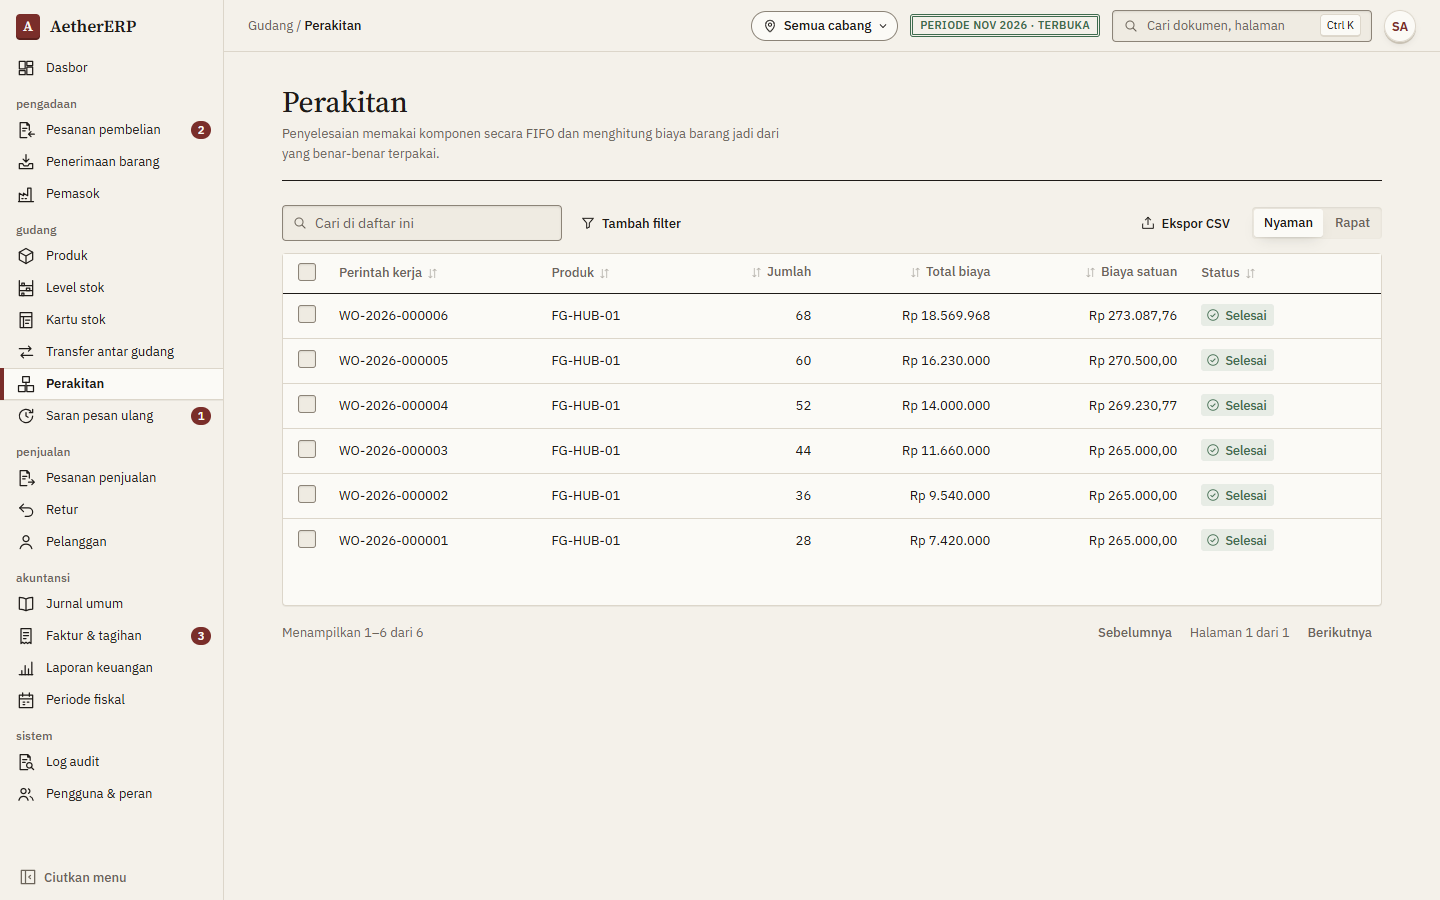 A AetherERP
Dasbor
pengadaan
Pesanan pembelian 2
Penerimaan barang
Pemasok
gudang
Produk
Level stok
Kartu stok
Transfer antar gudang
Perakitan
Saran pesan ulang 1
penjualan
Pesanan penjualan
Retur
Pelanggan
akuntansi
Jurnal umum
Faktur & tagihan 3
Laporan keuangan
Periode fiskal
sistem
Log audit
Pengguna & peran
Ciutkan menu
Gudang / Perakitan
Semua cabang
PERIODE NOV 2026 · TERBUKA
Cari dokumen, halaman Ctrl K
SA
Perakitan
Penyelesaian memakai komponen secara FIFO dan menghitung biaya barang jadi dari
yang benar-benar terpakai.
Cari di daftar ini
Tambah filter
Ekspor CSV
Nyaman Rapat
Perintah kerja Produk Jumlah Total biaya Biaya satuan Status
WO-2026-000006 FG-HUB-01 68 Rp 18.569.968 Rp 273.087,76 Selesai
WO-2026-000005 FG-HUB-01 60 Rp 16.230.000 Rp 270.500,00 Selesai
WO-2026-000004 FG-HUB-01 52 Rp 14.000.000 Rp 269.230,77 Selesai
WO-2026-000003 FG-HUB-01 44 Rp 11.660.000 Rp 265.000,00 Selesai
WO-2026-000002 FG-HUB-01 36 Rp 9.540.000 Rp 265.000,00 Selesai
WO-2026-000001 FG-HUB-01 28 Rp 7.420.000 Rp 265.000,00 Selesai
Menampilkan 1–6 dari 6
Sebelumnya Halaman 1 dari 1 Berikutnya